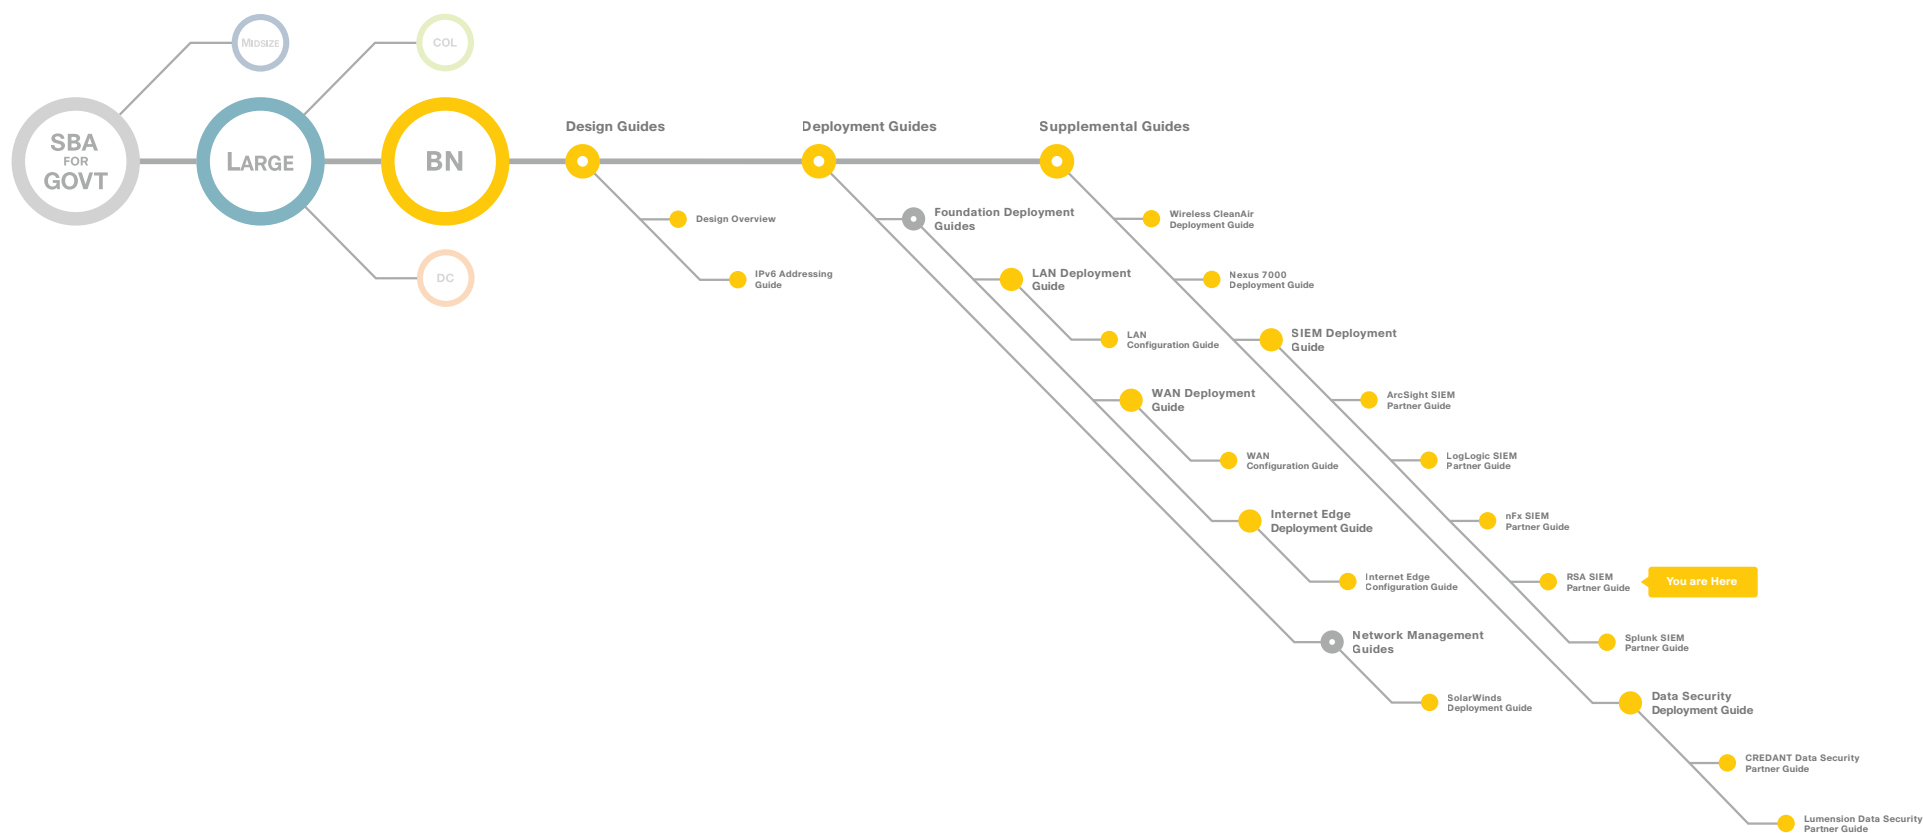 MIDSIZE
COL
SBA
FOR
GOVT
LARGE
BN
DC
Design Guides
Design Overview
IPv6 Addressing
Guide
Deployment Guides
Foundation Deployment
Guides
LAN Deployment
Guide
LAN
Configuration Guide
WAN Deployment
Guide
WAN
Configuration Guide
Internet Edge
Deployment Guide
Internet Edge
Configuration Guide
Network Management
Guides
SolarWinds
Deployment Guide
Supplemental Guides
Wireless CleanAir
Deployment Guide
Nexus 7000
Deployment Guide
SIEM Deployment
Guide
ArcSight SIEM
Partner Guide
LogLogic SIEM
Partner Guide
nFx SIEM
Partner Guide
RSA SIEM
Partner Guide
You are Here
Splunk SIEM
Partner Guide
Data Security
Deployment Guide
CREDANT Data Security
Partner Guide
Lumension Data Security
Partner Guide